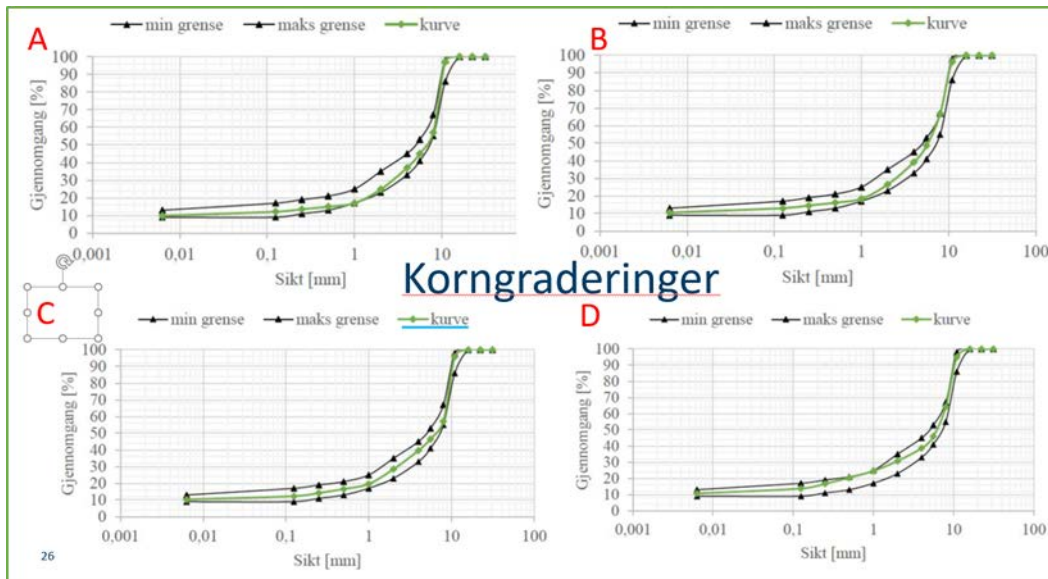 A
min grense maks grense kurve
Gjennomgang [%]
100
90
80
70
60
50
40
30
20
10
0
0,001 0,01 0,1 1 10
Sikt [mm]
B
min grense maks grense kurve
Gjennomgang [%]
100
90
80
70
60
50
40
30
20
10
0
0,001 0,01 0,1 1 10 100
Sikt [mm]
Korngraderinger
C
min grense maks grense kurve
Gjennomgang [%]
100
90
80
70
60
50
40
30
20
10
0
0,001 0,01 0,1 1 10 100
Sikt [mm]
D
min grense maks grense kurve
Gjennomgang [%]
100
90
80
70
60
50
40
30
20
10
0
0,001 0,01 0,1 1 10 100
Sikt [mm]
26